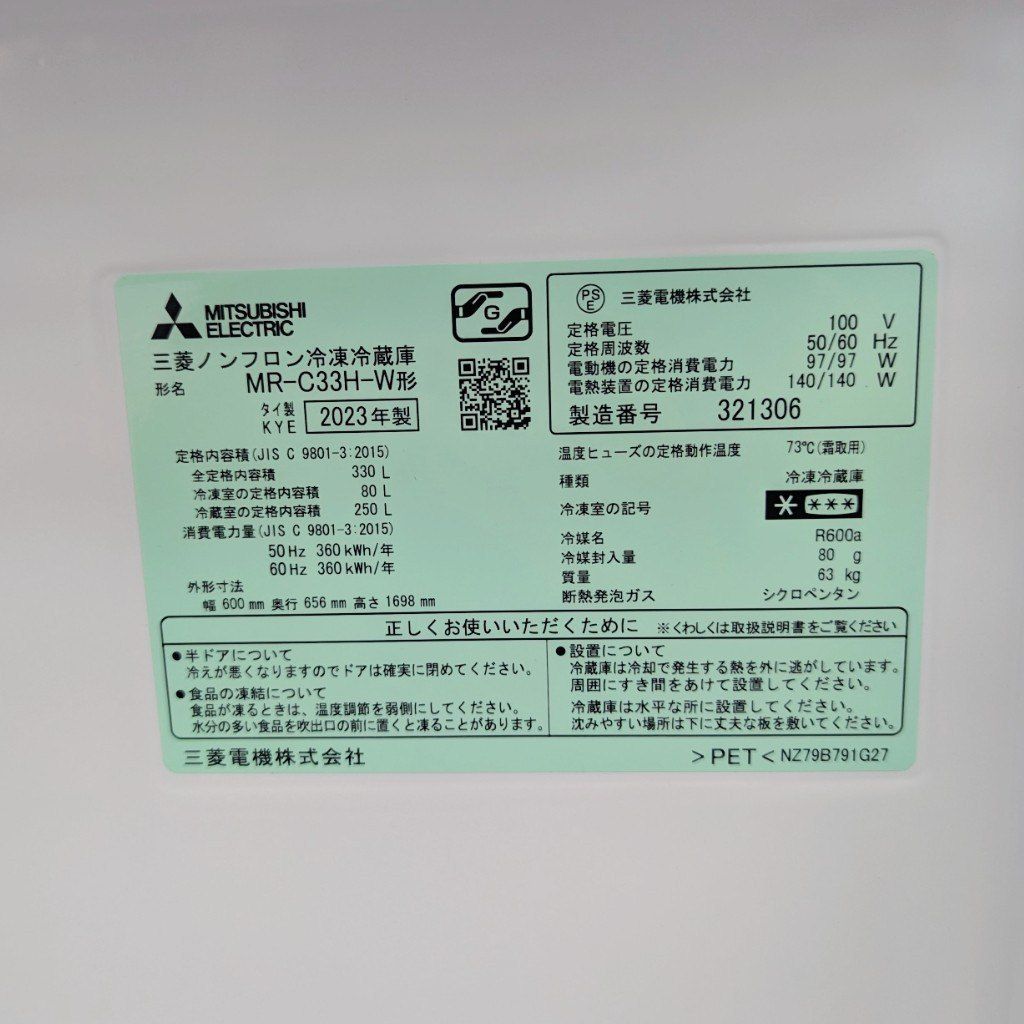 MITSUBISHI
ELECTRIC
G
三菱ノンフロン冷凍冷蔵庫
形名 MR-C33H-W形
タイ製
KYE
2023年製
定格内容積(JIS C 9801-3:2015)
全定格内容積 330 L
冷凍室の定格内容積 80 L
冷蔵室の定格内容積 250 L
消費電力量(JIS C 9801-3:2015)
50Hz 360kWh/年
60Hz 360kWh/年
外形寸法
幅 600mm 奥行 656mm 高さ 1698mm
PS
E
三菱電機株式会社
定格電圧 100 V
定格周波数 50/60 Hz
電動機の定格消費電力 97/97 W
電熱装置の定格消費電力 140/140 W
製造番号 321306
温度ヒューズの定格動作温度 73℃(霜取用)
種類 冷凍冷蔵庫
冷凍室の記号 * ***
冷媒名 R600a
冷媒封入量 80 g
質量 63 kg
断熱発泡ガス シクロペンタン
正しくお使いいただくために ※くわしくは取扱説明書をご覧ください
●半ドアについて
冷えが悪くなりますのでドアは確実に閉めてください。
●食品の凍結について
食品が凍るときは、温度調節を弱側にしてください。
水分の多い食品を吹出口の前に置くと凍ることがあります。
●設置について
冷蔵庫は冷却で発生する熱を外に逃がしています。
周囲にすき間をあけて設置してください。
冷蔵庫は水平な所に設置してください。
沈みやすい場所は下に丈夫な板を敷いてください。
三菱電機株式会社
>PET< NZ79B791G27